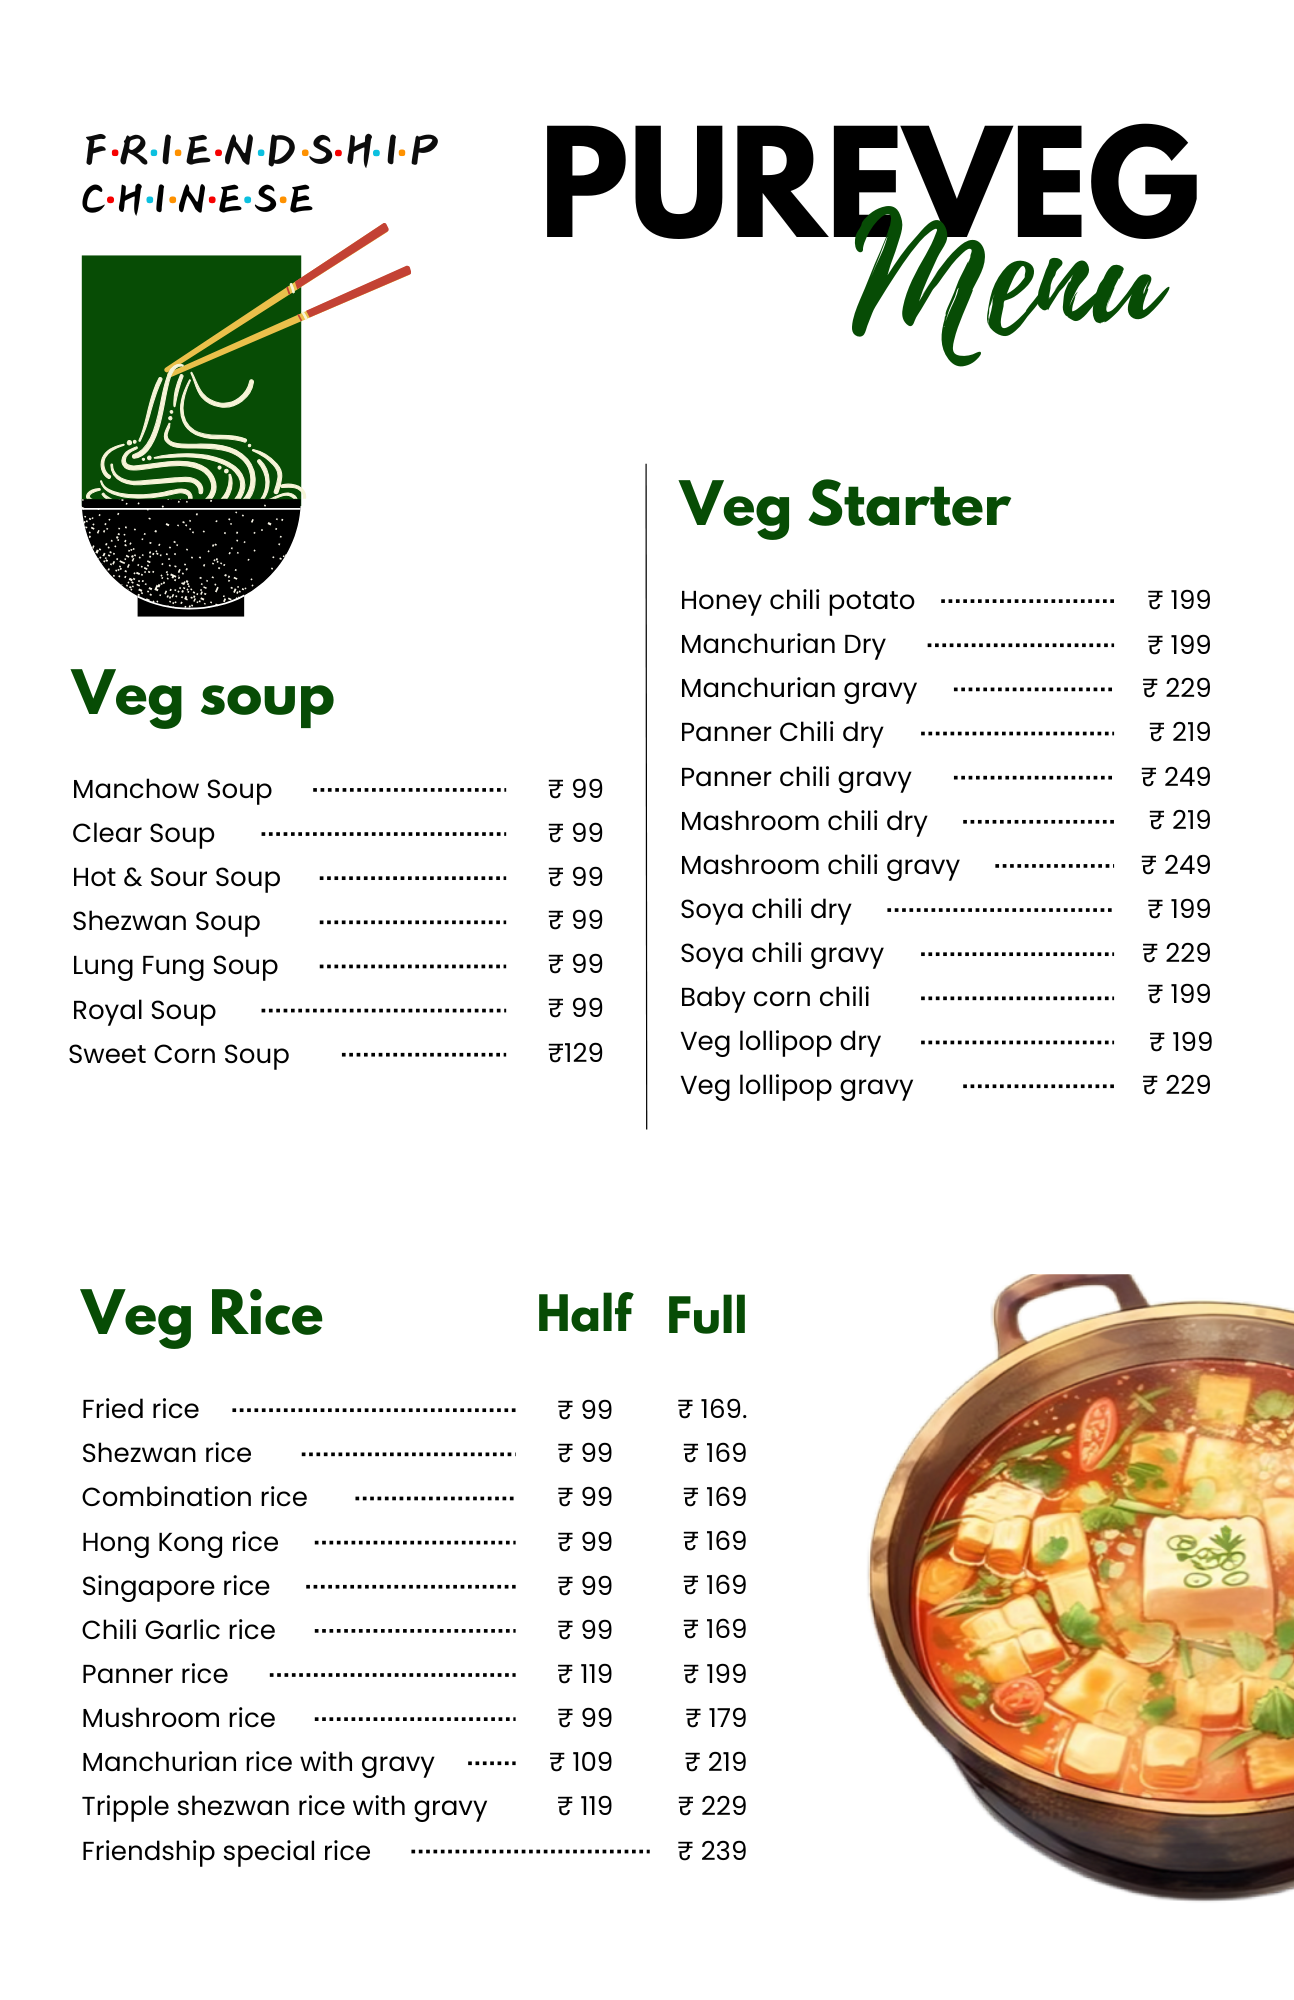 F•R•I•E•N•D•S•H•I•P
C•H•I•N•E•S•E
PUREVEG
Menu
Veg soup
Manchow Soup ₹ 99
Clear Soup ₹ 99
Hot & Sour Soup ₹ 99
Shezwan Soup ₹ 99
Lung Fung Soup ₹ 99
Royal Soup ₹ 99
Sweet Corn Soup ₹129
Veg Starter
Honey chili potato ₹ 199
Manchurian Dry ₹ 199
Manchurian gravy ₹ 229
Panner Chili dry ₹ 219
Panner chili gravy ₹ 249
Mashroom chili dry ₹ 219
Mashroom chili gravy ₹ 249
Soya chili dry ₹ 199
Soya chili gravy ₹ 229
Baby corn chili ₹ 199
Veg lollipop dry ₹ 199
Veg lollipop gravy ₹ 229
Veg Rice Half Full
Fried rice ₹ 99 ₹ 169.
Shezwan rice ₹ 99 ₹ 169
Combination rice ₹ 99 ₹ 169
Hong Kong rice ₹ 99 ₹ 169
Singapore rice ₹ 99 ₹ 169
Chili Garlic rice ₹ 99 ₹ 169
Panner rice ₹ 119 ₹ 199
Mushroom rice ₹ 99 ₹ 179
Manchurian rice with gravy ₹ 109 ₹ 219
Tripple shezwan rice with gravy ₹ 119 ₹ 229
Friendship special rice ₹ 239